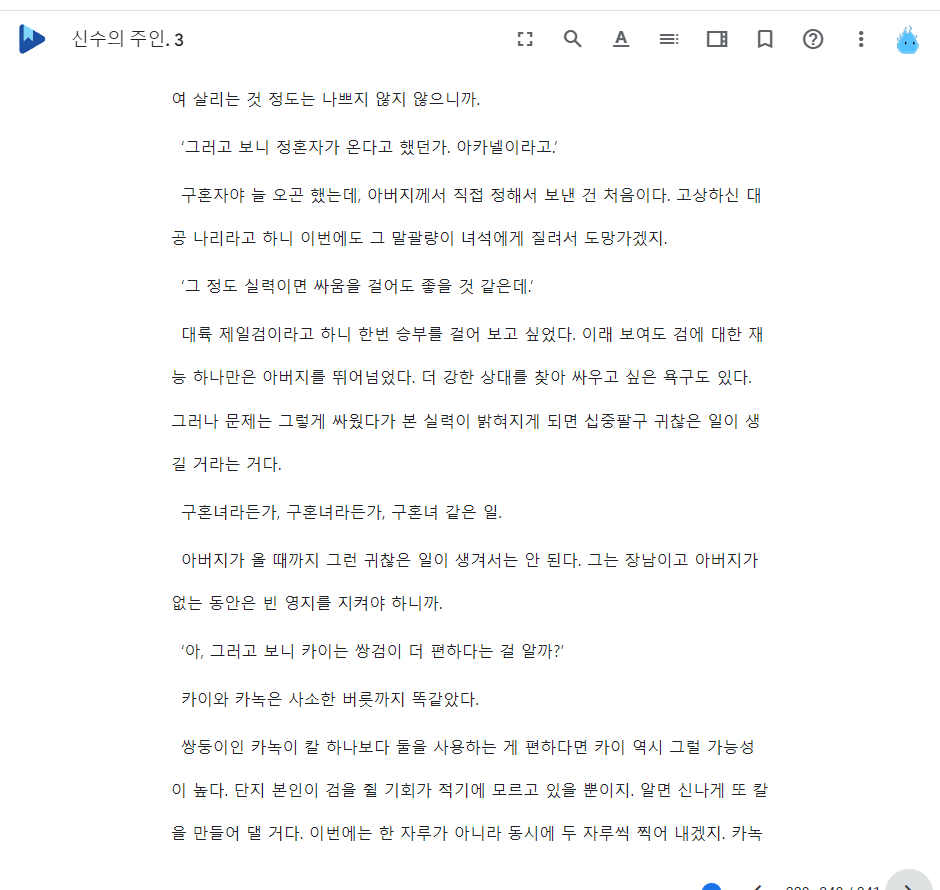 신수의 주인. 3
여 살리는 것 정도는 나쁘지 않지 않으니까.
'그러고 보니 정혼자가 온다고 했던가. 아카넬이라고.'
구혼자야 늘 오곤 했는데, 아버지께서 직접 정해서 보낸 건 처음이다. 고상하신 대
공 나리라고 하니 이번에도 그 말괄량이 녀석에게 질려서 도망가겠지.
'그 정도 실력이면 싸움을 걸어도 좋을 것 같은데.'
대륙 제일검이라고 하니 한번 승부를 걸어 보고 싶었다. 이래 보여도 검에 대한 재
능 하나만은 아버지를 뛰어넘었다. 더 강한 상대를 찾아 싸우고 싶은 욕구도 있다.
그러나 문제는 그렇게 싸웠다가 본 실력이 밝혀지게 되면 십중팔구 귀찮은 일이 생
길 거라는 거다.
구혼녀라든가, 구혼녀라든가, 구혼녀 같은 일.
아버지가 올 때까지 그런 귀찮은 일이 생겨서는 안 된다. 그는 장남이고 아버지가
없는 동안은 빈 영지를 지켜야 하니까.
'아, 그러고 보니 카이는 쌍검이 더 편하다는 걸 알까?'
카이와 카녹은 사소한 버릇까지 똑같았다.
쌍둥이인 카녹이 칼 하나보다 둘을 사용하는 게 편하다면 카이 역시 그럴 가능성
이 높다. 단지 본인이 검을 쥘 기회가 적기에 모르고 있을 뿐이지. 알면 신나게 또 칼
을 만들어 댈 거다. 이번에는 한 자루가 아니라 동시에 두 자루씩 찍어 내겠지. 카녹